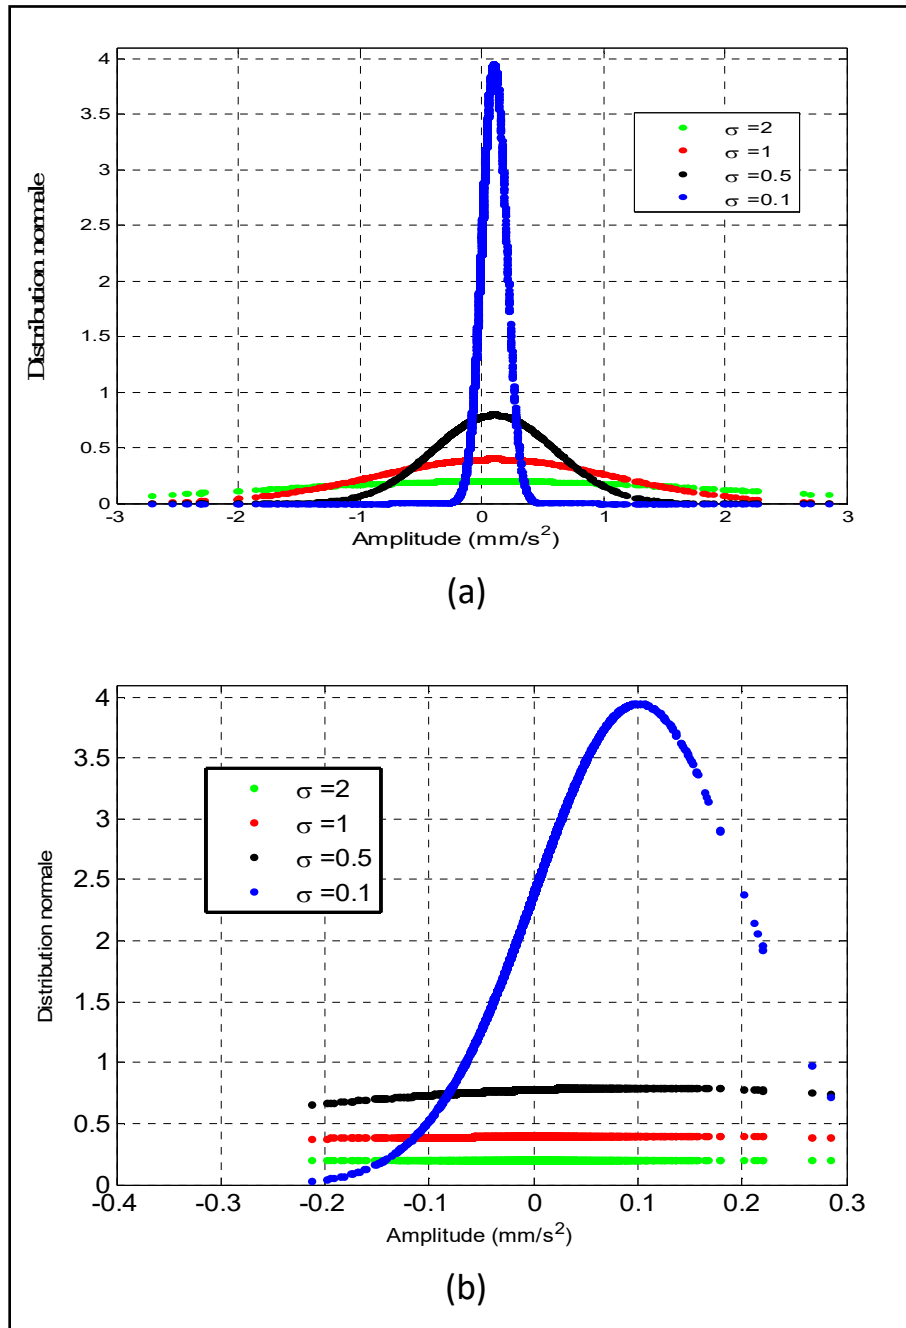 4
3.5
3
2.5
2
1.5
1
0.5
0
Distribution normale
σ =2
σ =1
σ =0.5
σ =0.1
-3 -2 -1 0 1 2 3
Amplitude (mm/s²)
(a)
4
3.5
3
2.5
2
1.5
1
0.5
0
Distribution normale
σ =2
σ =1
σ =0.5
σ =0.1
-0.4 -0.3 -0.2 -0.1 0 0.1 0.2 0.3
Amplitude (mm/s²)
(b)